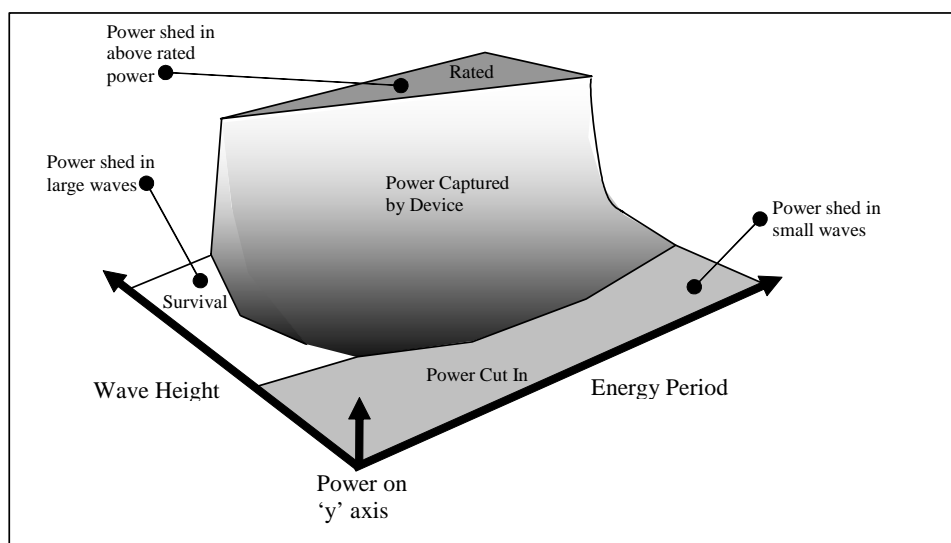 Power shed in
above rated
power
Rated
Power shed in
large waves
Power Captured
by Device
Power shed in
small waves
Survival
Wave Height
Power Cut In
Energy Period
Power on
‘y’ axis